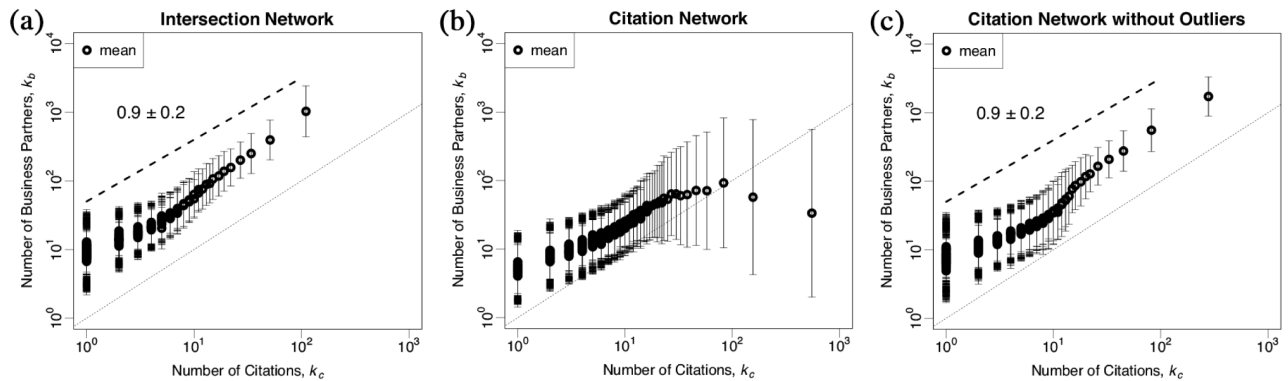 (a)
Intersection Network
mean
0.9 ± 0.2
Number of Business Partners, k_b
10^4
10^3
10^2
10^1
10^0
10^0 10^1 10^2 10^3
Number of Citations, k_c
(b)
Citation Network
mean
Number of Business Partners, k_b
10^4
10^3
10^2
10^1
10^0
10^0 10^1 10^2 10^3
Number of Citations, k_c
(c)
Citation Network without Outliers
mean
0.9 ± 0.2
Number of Business Partners, k_b
10^4
10^3
10^2
10^1
10^0
10^0 10^1 10^2 10^3
Number of Citations, k_c